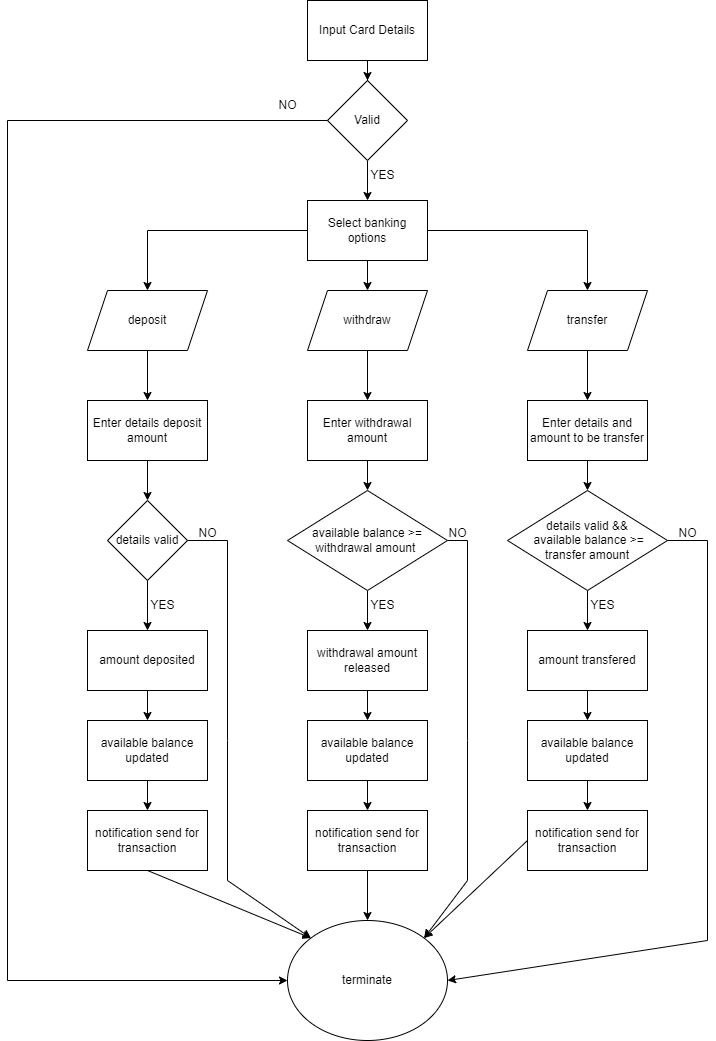 Input Card Details
NO
Valid
YES
Select banking
options
deposit
withdraw
transfer
Enter details deposit
amount
Enter withdrawal
amount
Enter details and
amount to be transfer
details valid
NO
available balance >=
withdrawal amount
NO
details valid &&
available balance >=
transfer amount
NO
YES
YES
YES
amount deposited
withdrawal amount
released
amount transfered
available balance
updated
available balance
updated
available balance
updated
notification send for
transaction
notification send for
transaction
notification send for
transaction
terminate